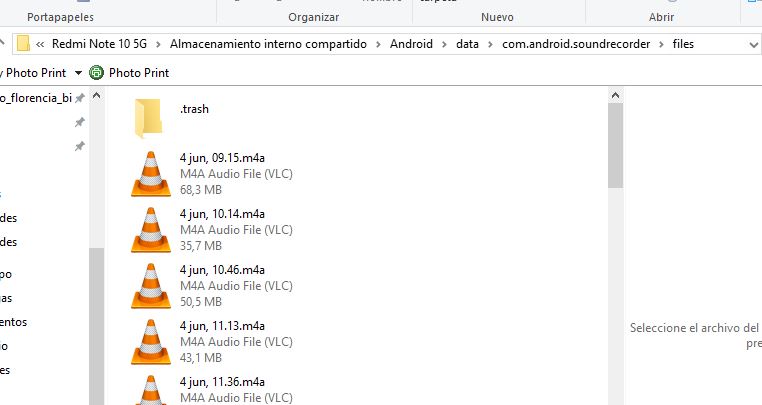 Portapapeles
Organizar
Nuevo
Abrir
« Redmi Note 10 5G > Almacenamiento interno compartido > Android > data > com.android.soundrecorder > files
y Photo Print
Photo Print
o_florencia_bi
des
des
po
as
entos
io
es
.trash
4 jun, 09.15.m4a
M4A Audio File (VLC)
68,3 MB
4 jun, 10.14.m4a
M4A Audio File (VLC)
35,7 MB
4 jun, 10.46.m4a
M4A Audio File (VLC)
50,5 MB
4 jun, 11.13.m4a
M4A Audio File (VLC)
43,1 MB
4 jun, 11.36.m4a
M4A Audio File (VLC)
Seleccione el archivo del
pre